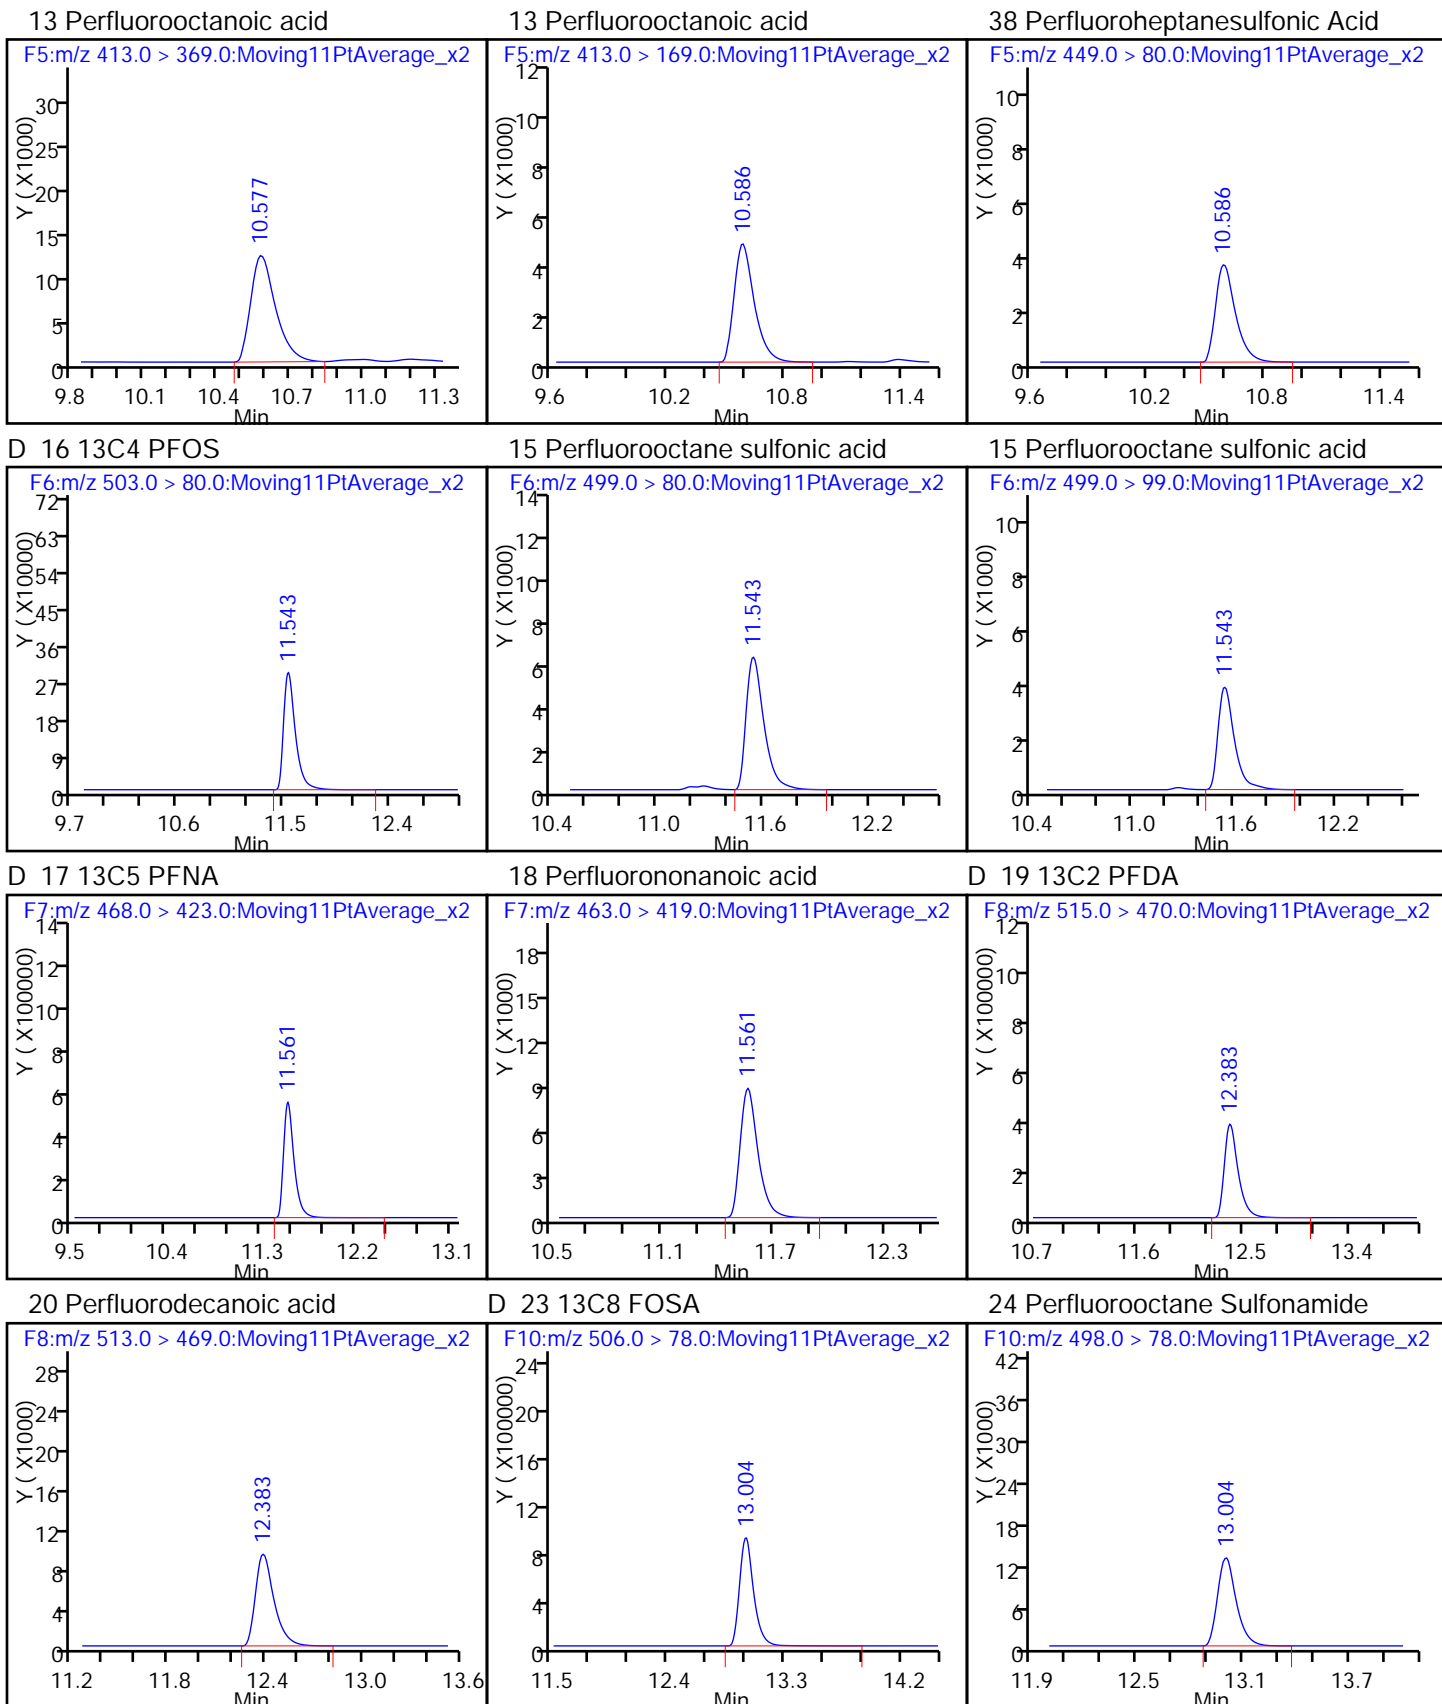 13 Perfluorooctanoic acid
F5:m/z 413.0 > 369.0:Moving11PtAverage_x2
Y ( X1000)
30
25
20
15
10
5
0
10.577
9.8 10.1 10.4 10.7 11.0 11.3
Min
13 Perfluorooctanoic acid
F5:m/z 413.0 > 169.0:Moving11PtAverage_x2
Y ( X1000)
12
10
8
6
4
2
0
10.586
9.6 10.2 10.8 11.4
Min
38 Perfluoroheptanesulfonic Acid
F5:m/z 449.0 > 80.0:Moving11PtAverage_x2
Y ( X1000)
10
8
6
4
2
0
10.586
9.6 10.2 10.8 11.4
Min
D 16 13C4 PFOS
F6:m/z 503.0 > 80.0:Moving11PtAverage_x2
Y ( X10000)
72
63
54
45
36
27
18
9
0
11.543
9.7 10.6 11.5 12.4
Min
15 Perfluorooctane sulfonic acid
F6:m/z 499.0 > 80.0:Moving11PtAverage_x2
Y ( X1000)
14
12
10
8
6
4
2
0
11.543
10.4 11.0 11.6 12.2
Min
15 Perfluorooctane sulfonic acid
F6:m/z 499.0 > 99.0:Moving11PtAverage_x2
Y ( X1000)
10
8
6
4
2
0
11.543
10.4 11.0 11.6 12.2
Min
D 17 13C5 PFNA
F7:m/z 468.0 > 423.0:Moving11PtAverage_x2
Y ( X100000)
14
12
10
8
6
4
2
0
11.561
9.5 10.4 11.3 12.2 13.1
Min
18 Perfluorononanoic acid
F7:m/z 463.0 > 419.0:Moving11PtAverage_x2
Y ( X1000)
18
15
12
9
6
3
0
11.561
10.5 11.1 11.7 12.3
Min
D 19 13C2 PFDA
F8:m/z 515.0 > 470.0:Moving11PtAverage_x2
Y ( X100000)
12
10
8
6
4
2
0
12.383
10.7 11.6 12.5 13.4
Min
20 Perfluorodecanoic acid
F8:m/z 513.0 > 469.0:Moving11PtAverage_x2
Y ( X1000)
28
24
20
16
12
8
4
0
12.383
11.2 11.8 12.4 13.0 13.6
Min
D 23 13C8 FOSA
F10:m/z 506.0 > 78.0:Moving11PtAverage_x2
Y ( X100000)
24
20
16
12
8
4
0
13.004
11.5 12.4 13.3 14.2
Min
24 Perfluorooctane Sulfonamide
F10:m/z 498.0 > 78.0:Moving11PtAverage_x2
Y ( X1000)
42
36
30
24
18
12
6
0
13.004
11.9 12.5 13.1 13.7
Min